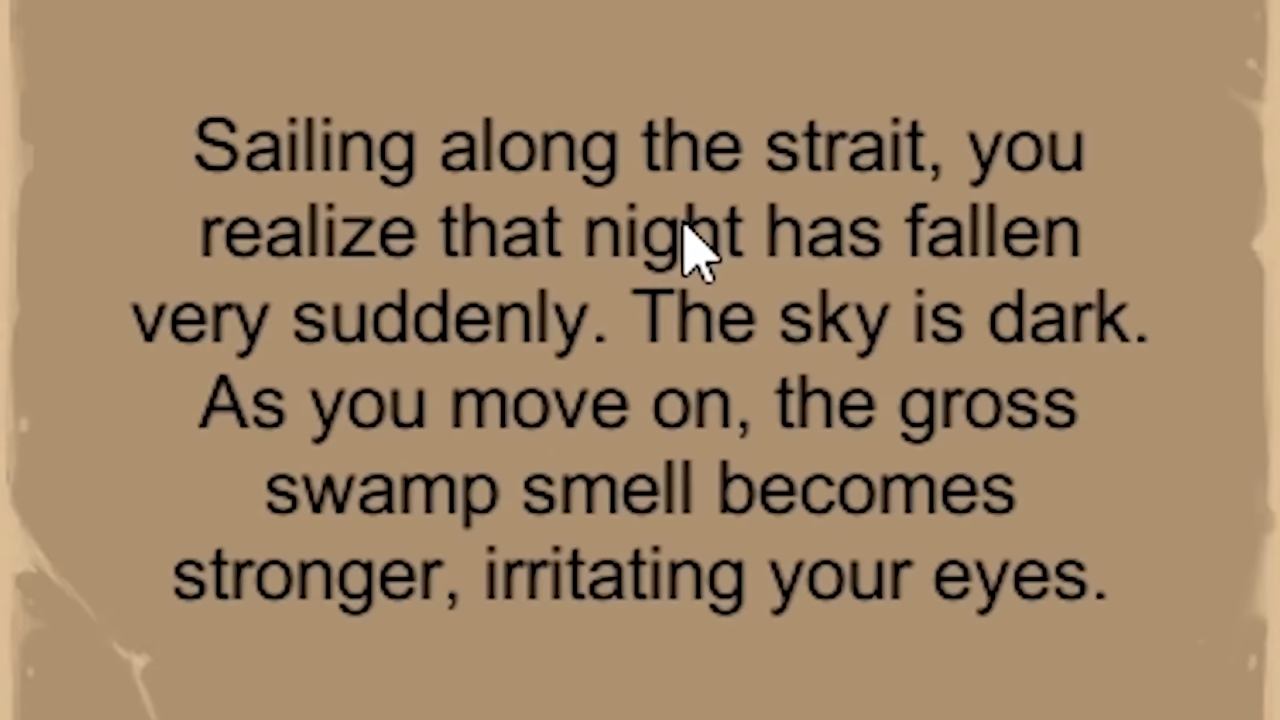 Sailing along the strait, you
realize that night has fallen
very suddenly. The sky is dark.
As you move on, the gross
swamp smell becomes
stronger, irritating your eyes.